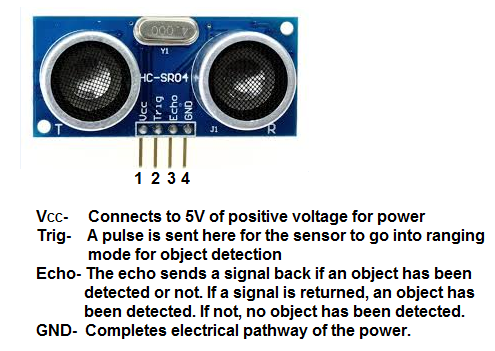 4.000
Y1
HC-SR04
Vcc
Trig
Echo
GND
T
J1
R
1 2 3 4
Vcc- Connects to 5V of positive voltage for power
Trig- A pulse is sent here for the sensor to go into ranging
mode for object detection
Echo- The echo sends a signal back if an object has been
detected or not. If a signal is returned, an object has
been detected. If not, no object has been detected.
GND- Completes electrical pathway of the power.